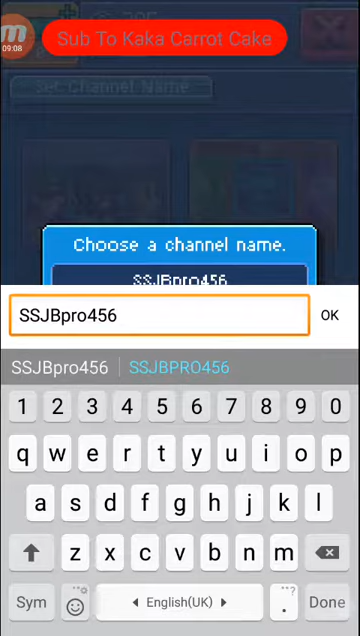 09:08
Sub To Kaka Carrot Cake
Set Channel Name
Choose a channel name.
SSJBpro456
SSJBpro456 OK
SSJBpro456 SSJBPRO456
1 2 3 4 5 6 7 8 9 0
q w e r t y u i o p
a s d f g h j k l
z x c v b n m
Sym English(UK) . Done